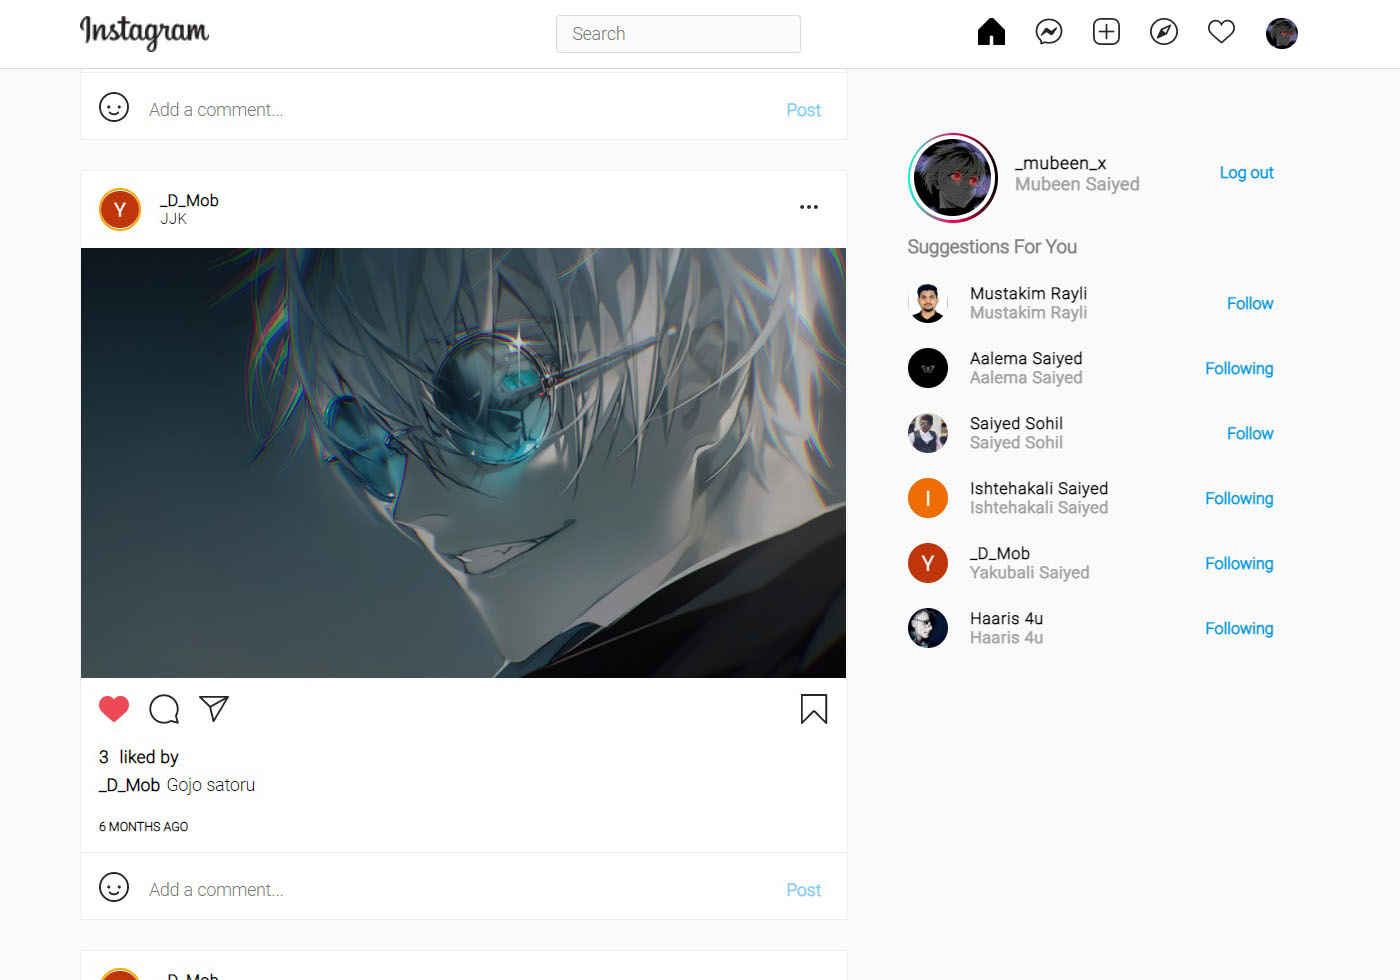 Instagram
Search
Add a comment...
Post
Y
_D_Mob
JJK
3 liked by
_D_Mob Gojo satoru
6 MONTHS AGO
Add a comment...
Post
_D_Mob
_mubeen_x
Mubeen Saiyed
Log out
Suggestions For You
Mustakim Rayli
Mustakim Rayli
Follow
Aalema Saiyed
Aalema Saiyed
Following
Saiyed Sohil
Saiyed Sohil
Follow
I
Ishtehakali Saiyed
Ishtehakali Saiyed
Following
Y
_D_Mob
Yakubali Saiyed
Following
Haaris 4u
Haaris 4u
Following